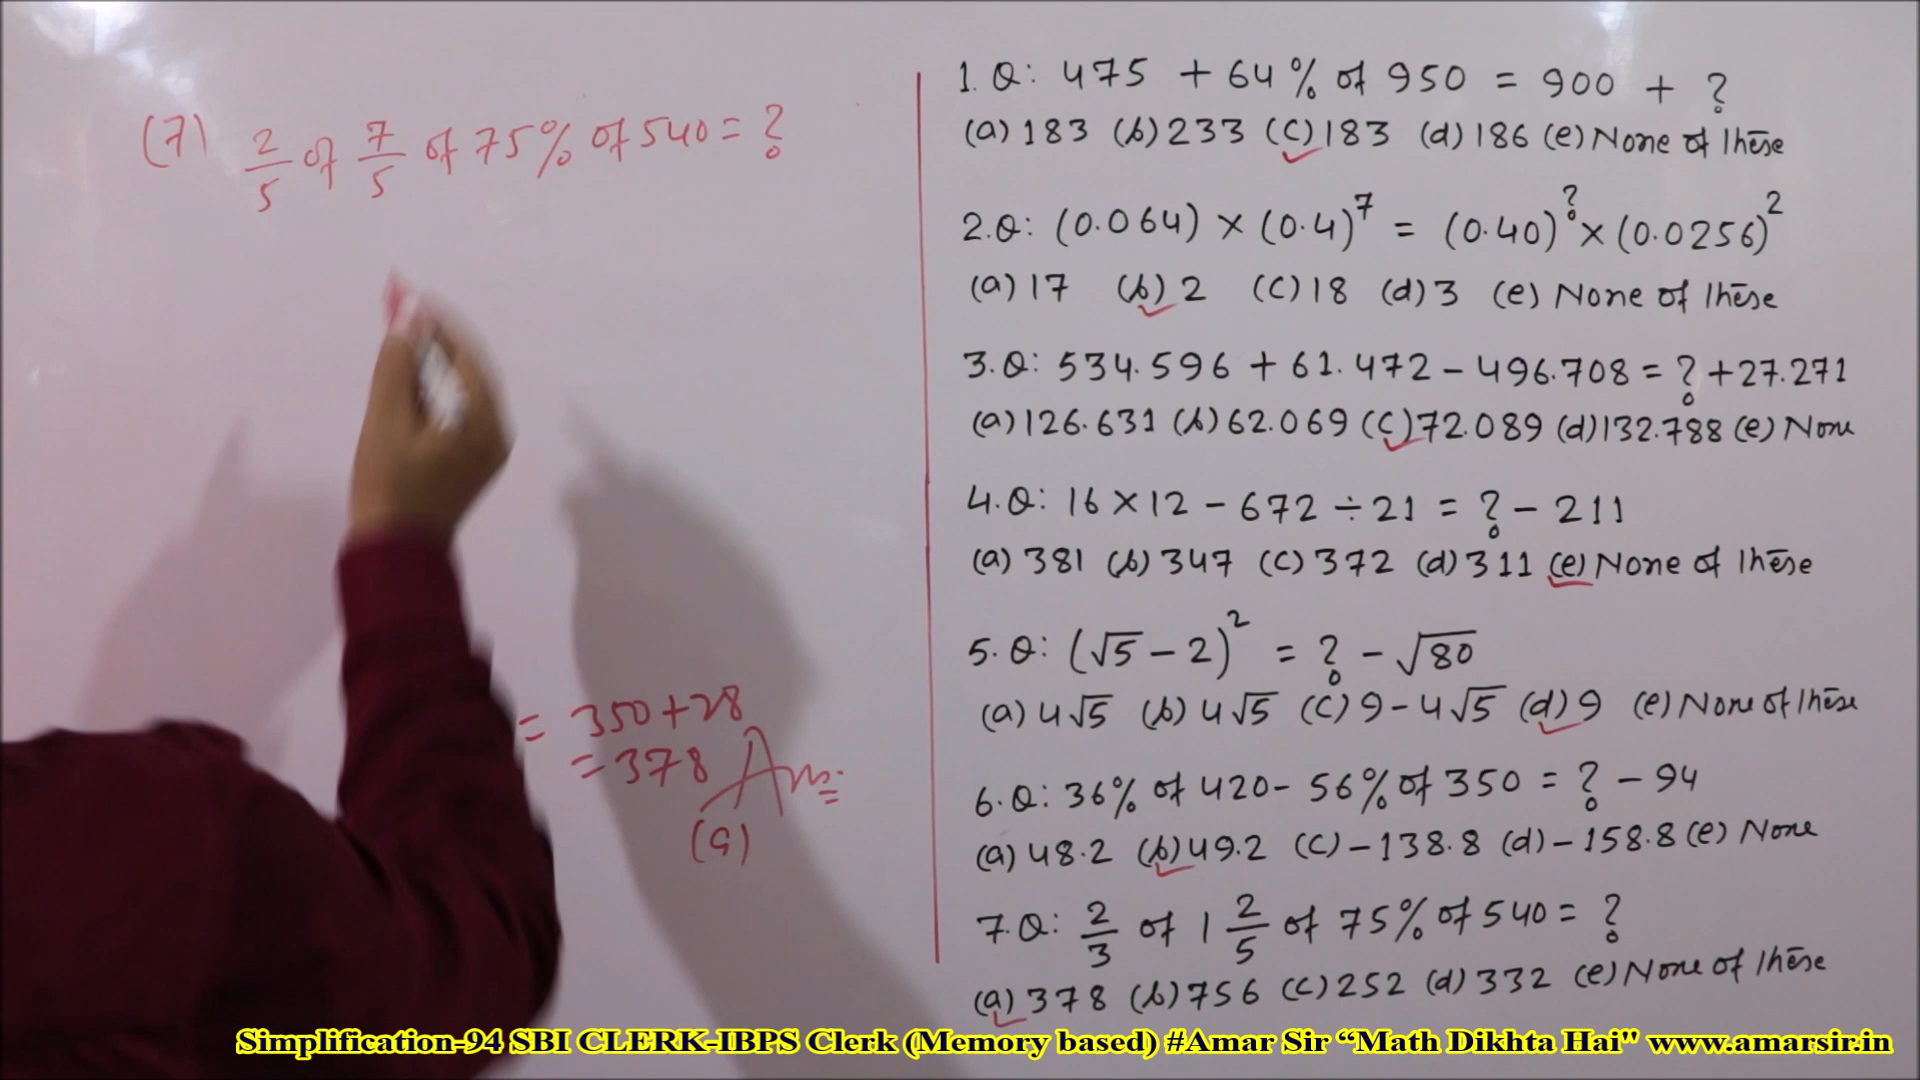 (7) 2/5 of 7/5 of 75% of 540 = ?
= 350+28
= 378 Ans.
(a)
1. Q: 475 + 64% of 950 = 900 + ?
(a) 183 (b) 233 (c) 183 (d) 186 (e) None of these
2. Q: (0.064) × (0.4)^7 = (0.40)^? × (0.0256)^2
(a) 17 (b) 2 (c) 18 (d) 3 (e) None of these
3. Q: 534.596 + 61.472 - 496.708 = ? + 27.271
(a) 126.631 (b) 62.069 (c) 72.089 (d) 132.788 (e) None
4. Q: 16 × 12 - 672 ÷ 21 = ? - 211
(a) 381 (b) 347 (c) 372 (d) 311 (e) None of these
5. Q: (√5 - 2)^2 = ? - √80
(a) 4√5 (b) 4√5 (c) 9 - 4√5 (d) 9 (e) None of these
6. Q: 36% of 420 - 56% of 350 = ? - 94
(a) 48.2 (b) 49.2 (c) -138.8 (d) -158.8 (e) None
7. Q: 2/3 of 1 2/5 of 75% of 540 = ?
(a) 378 (b) 756 (c) 252 (d) 332 (e) None of these
Simplification-94 SBI CLERK-IBPS Clerk (Memory based) #Amar Sir “Math Dikhta Hai" www.amarsir.in